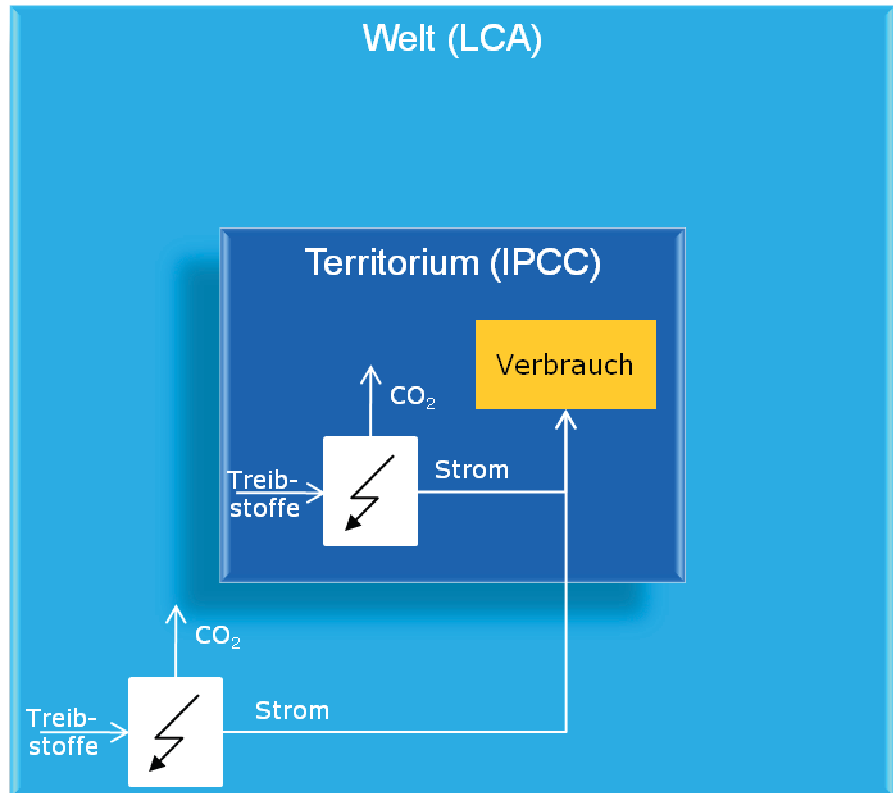 Welt (LCA)
Territorium (IPCC)
Verbrauch
CO₂
Treib-
stoffe
Strom
CO₂
Treib-
stoffe
Strom